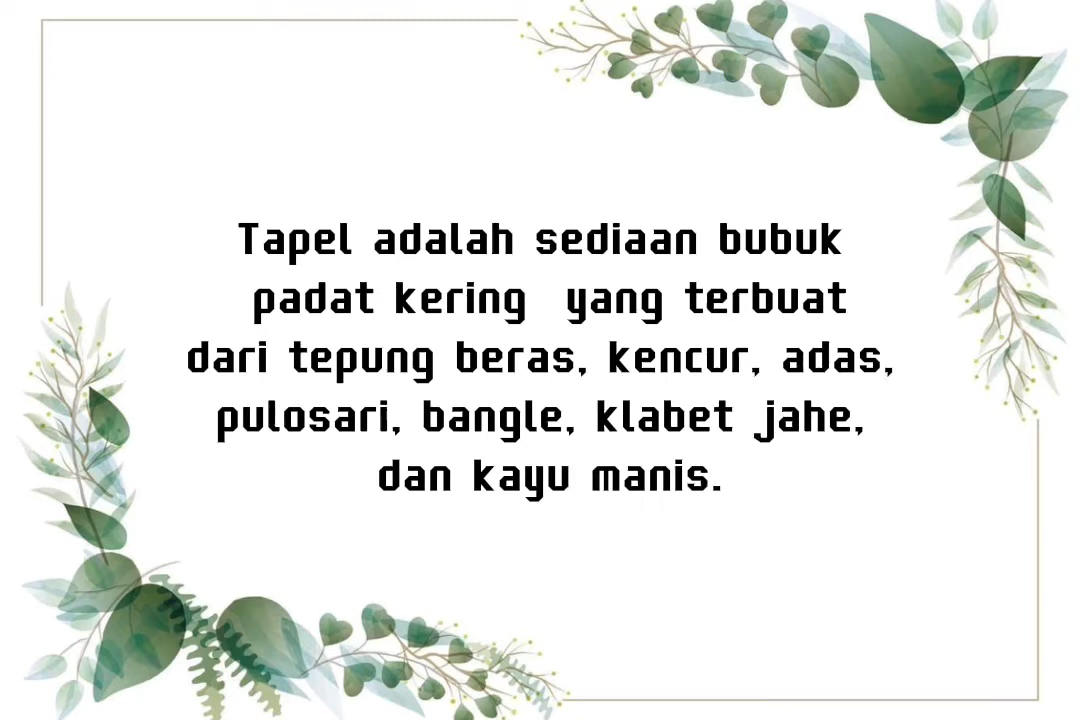 Tapel adalah sediaan bubuk
padat kering yang terbuat
dari tepung beras, kencur, adas,
pulosari, bangle, klabet jahe,
dan kayu manis.